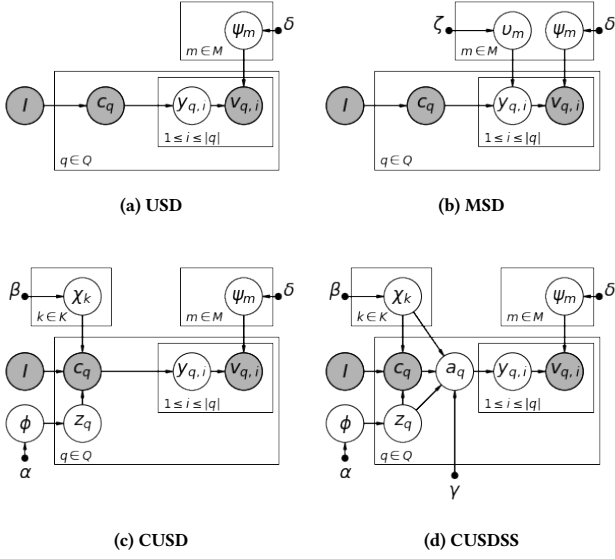 ψm
δ
m ∈ M
I
cq
yq,i
vq,i
1 ≤ i ≤ |q|
q ∈ Q
(a) USD
ζ
υm
ψm
δ
m ∈ M
I
cq
yq,i
vq,i
1 ≤ i ≤ |q|
q ∈ Q
(b) MSD
β
χk
k ∈ K
ψm
δ
m ∈ M
I
cq
yq,i
vq,i
1 ≤ i ≤ |q|
ϕ
zq
q ∈ Q
α
(c) CUSD
β
χk
k ∈ K
ψm
δ
m ∈ M
I
cq
aq
yq,i
vq,i
1 ≤ i ≤ |q|
ϕ
zq
q ∈ Q
α
γ
(d) CUSDSS